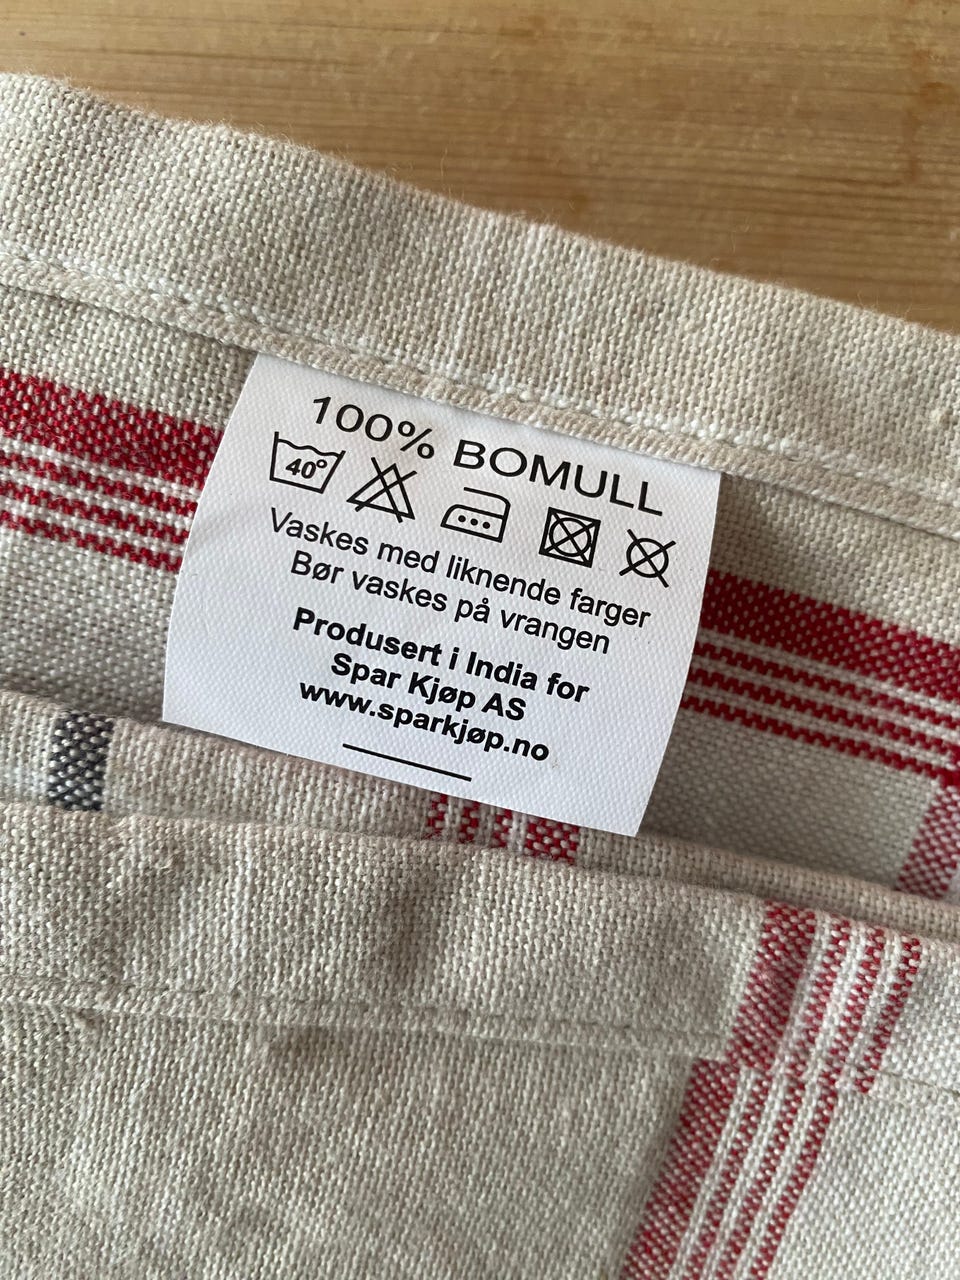 100% BOMULL
40°
Vaskes med liknende farger
Bør vaskes på vrangen
Produsert i India for
Spar Kjøp AS
www.sparkjøp.no